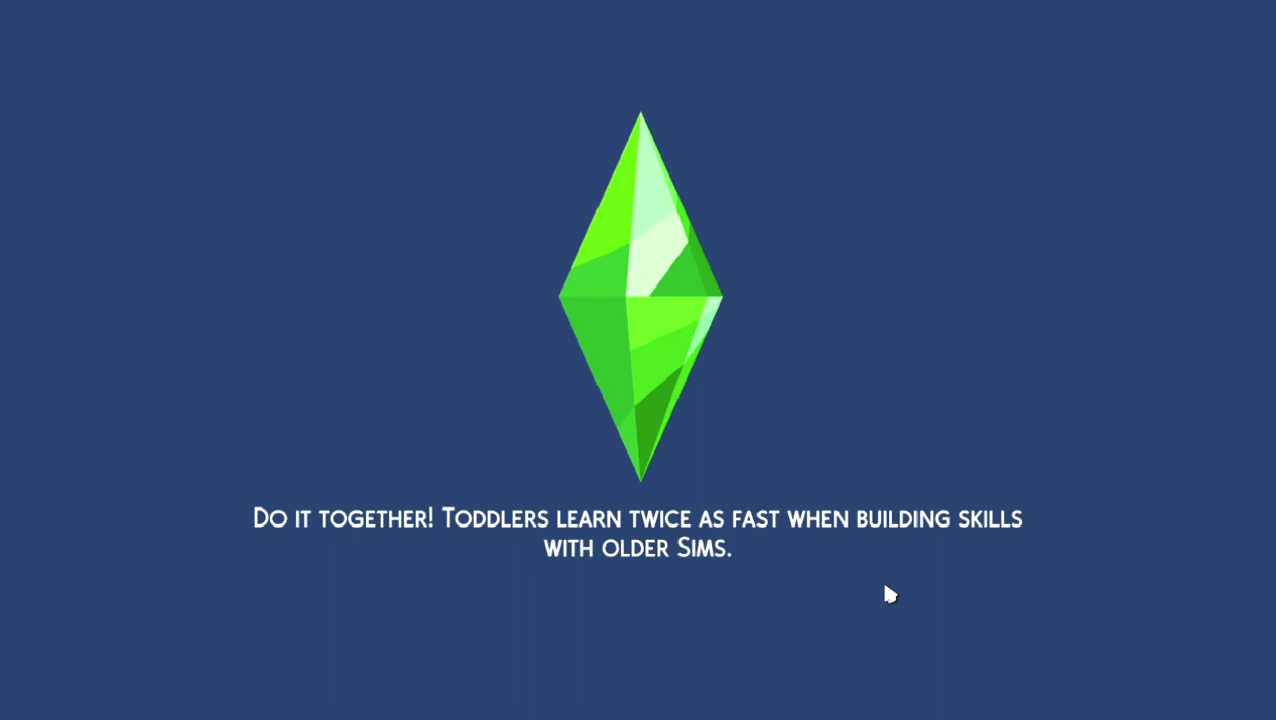 Do it together! Toddlers learn twice as fast when building skills
with older Sims.